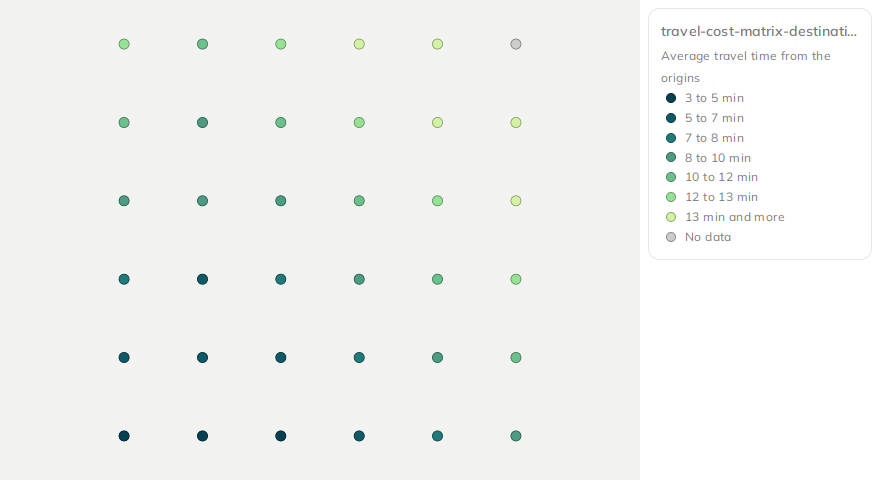 travel-cost-matrix-destinati...
Average travel time from the
origins
3 to 5 min
5 to 7 min
7 to 8 min
8 to 10 min
10 to 12 min
12 to 13 min
13 min and more
No data